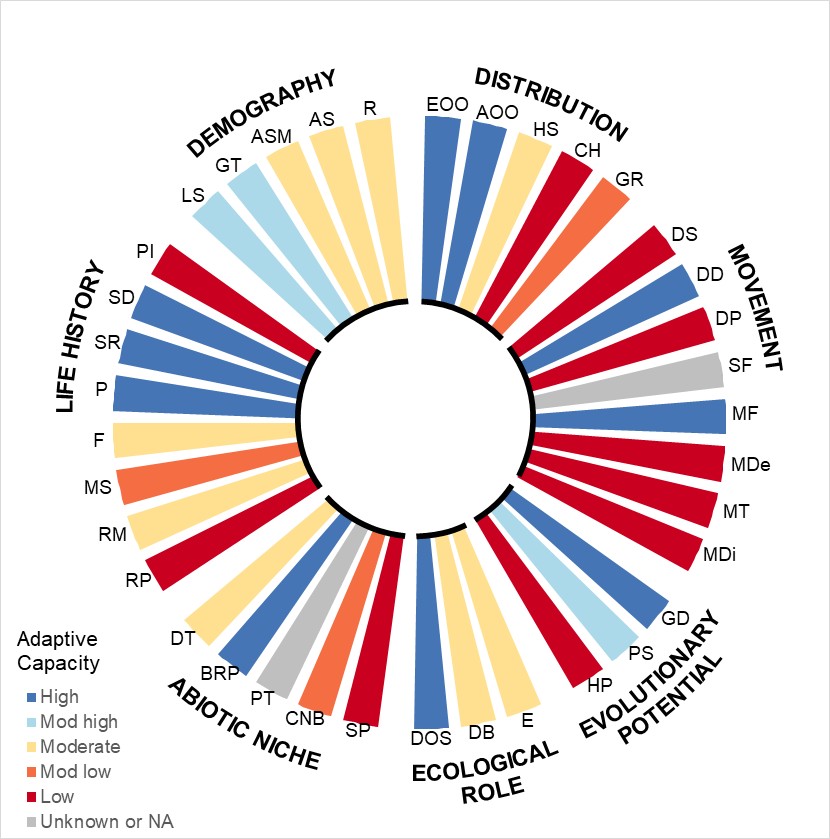 DEMOGRAPHY
DISTRIBUTION
R
AS
ASM
GT
LS
EOO
AOO
HS
CH
GR
MOVEMENT
DS
DD
DP
SF
MF
MDe
MT
MDi
LIFE HISTORY
PI
SD
SR
P
F
MS
RM
RP
EVOLUTIONARY
POTENTIAL
GD
PS
HP
ECOLOGICAL
ROLE
E
DB
DOS
ABIOTIC NICHE
SP
CNB
PT
BRP
DT
Adaptive
Capacity
High
Mod high
Moderate
Mod low
Low
Unknown or NA